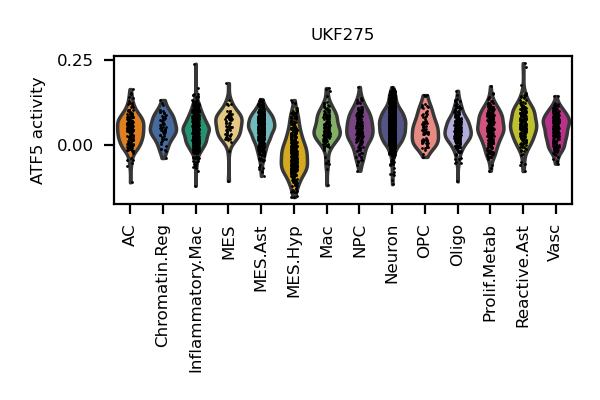 UKF275
ATF5 activity
0.25
0.00
AC
Chromatin.Reg
Inflammatory.Mac
MES
MES.Ast
MES.Hyp
Mac
NPC
Neuron
OPC
Oligo
Prolif.Metab
Reactive.Ast
Vasc